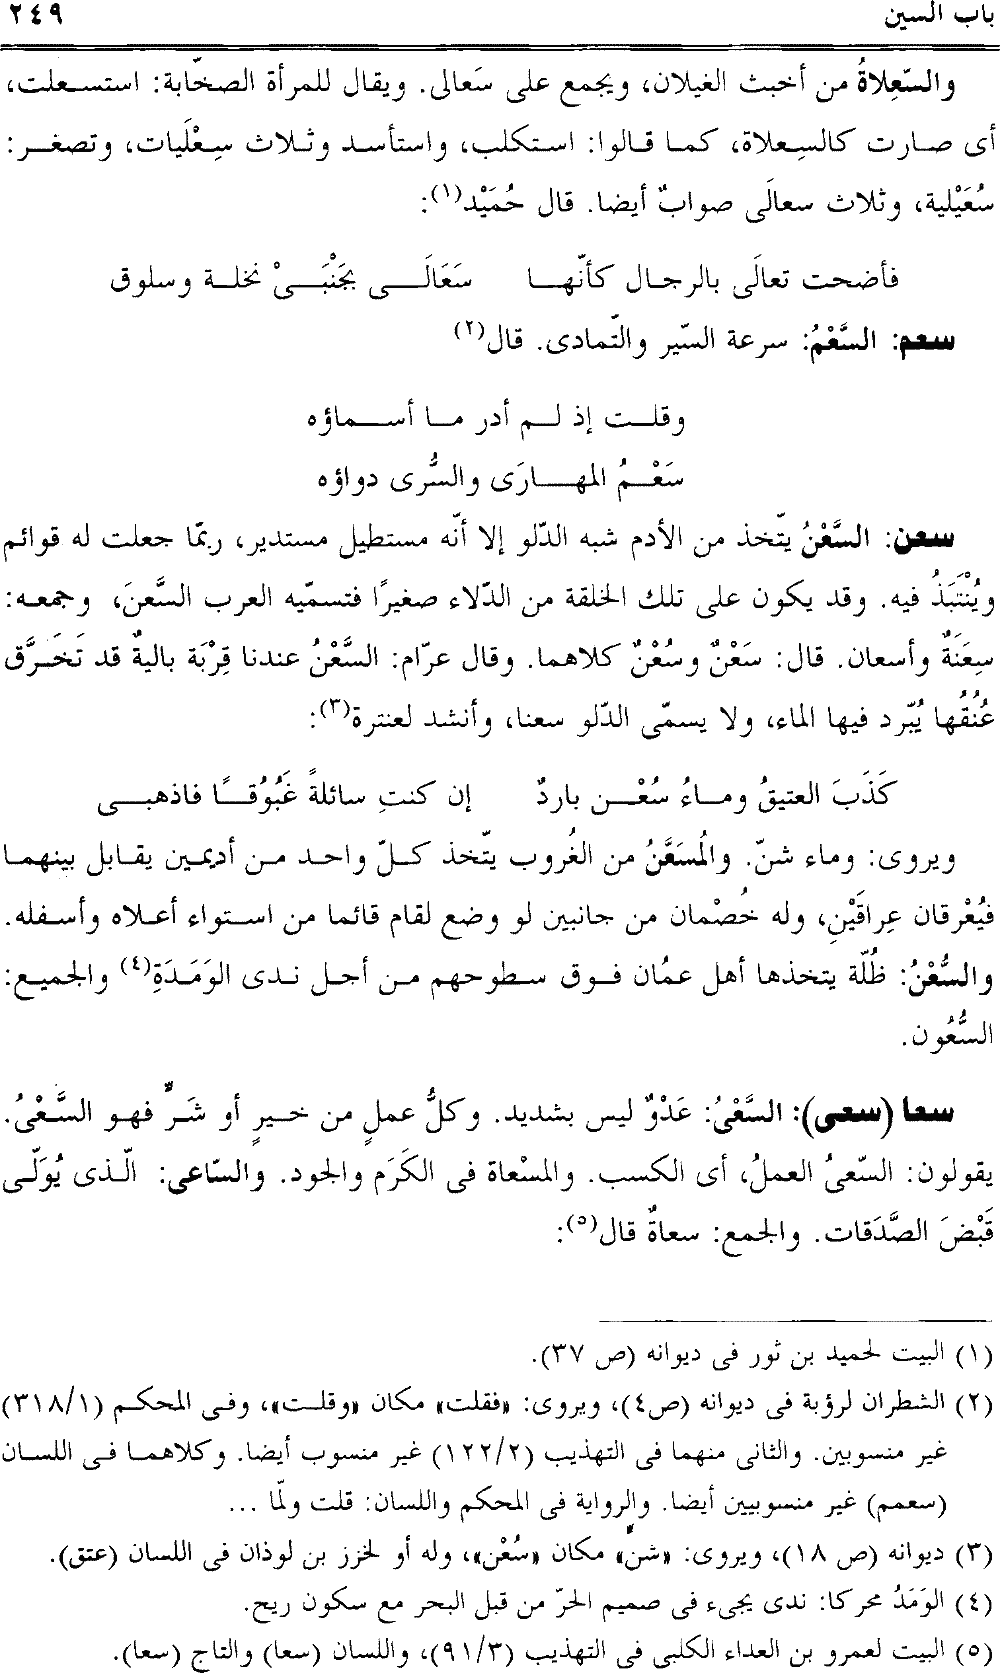 باب السين ٢٤٩
والسّعِلاةُ من أخبث الغيلان، ويجمع على سَعالى. ويقال للمرأة الصخّابة: استسعلت،
أى صارت كالسِعلاة، كما قالوا: استكلب، واستأسد وثلاث سِعْلَيات، وتصغر:
سُعَيْلية، وثلاث سعالَى صوابٌ أيضا. قال حُمَيْد(١):
فأضحت تعالَى بالرجال كأنّها سَعَالَى بجَنْبَىْ نخلة وسلوق
سعم: السَّعْمُ: سرعة السّير والتّمادى. قال(٢)
وقلت إذ لم أدر ما أسماؤه
سَعْمُ المهارَى والسُّرى دواؤه
سعن: السَّعْنُ يتّخذ من الأدم شبه الدّلو إلا أنّه مستطيل مستدير، ربمّا جعلت له قوائم
ويُنْتَبَذُ فيه. وقد يكون على تلك الخلقة من الدّلاء صغيرًا فتسمّيه العرب السَّعنَ، وجمعه:
سِعَنَةٌ وأسعان. قال: سَعْنٌ وسُعْنٌ كلاهما. وقال عرّام: السَّعْنُ عندنا قِرْبَة باليةٌ قد تَخَرَّق
عُنُقُها يُبّرد فيها الماء، ولا يسمّى الدّلو سعنا، وأنشد لعنترة(٣):
كَذَبَ العتيقُ وماءُ سُعْن باردٌ إن كنتِ سائلةً غَبُوُقًا فاذهبى
ويروى: وماء شنّ. والُمسَعَّنُ من الغُروب يتّخذ كلّ واحد من أديمين يقابل بينهما
فيُعْرقان عِراقَيْنِ، وله خُصْمان من جانبين لو وضع لقام قائما من استواء أعلاه وأسفله.
والسُّعْنُ: ظُلّة يتخذها أهل عمُان فوق سطوحهم من أجل ندى الوَمَدَةِ(٤) والجميع:
السُّعُون.
سعا (سعى): السَّعْىُ: عَدْوٌ ليس بشديد. وكلُّ عملٍ من خيرٍ أو شَرٍّ فهو السَّعْىُ.
يقولون: السّعىُ العملُ، أى الكسب. والمسْعاة فى الكَرَم والجود. والسّاعى: الّذى يُوَلّى
قَبْضَ الصَّدَقات. والجمع: سعاةٌ قال(٥):
(١) البيت لحميد بن ثور فى ديوانه (ص ٣٧).
(٢) الشطران لرؤبة فى ديوانه (ص٤)، ويروى: «فقلت» مكان «وقلت»، وفى المحكم (٣١٨/١)
غير منسوبين. والثانى منهما فى التهذيب (١٢٢/٢) غير منسوب أيضا. وكلاهما فى اللسان
(سعمم) غير منسوبيين أيضا. والرواية فى المحكم واللسان: قلت ولمّا ...
(٣) ديوانه (ص ١٨)، ويروى: «شنٌ» مكان «سُعْن»، وله أو لخزز بن لوذان فى اللسان (عتق).
(٤) الوَمَدُ محركا: ندى يجىء فى صميم الحرّ من قبل البحر مع سكون ريح.
(٥) البيت لعمرو بن العداء الكلبى فى التهذيب (٩١/٣)، واللسان (سعا) والتاج (سعا).